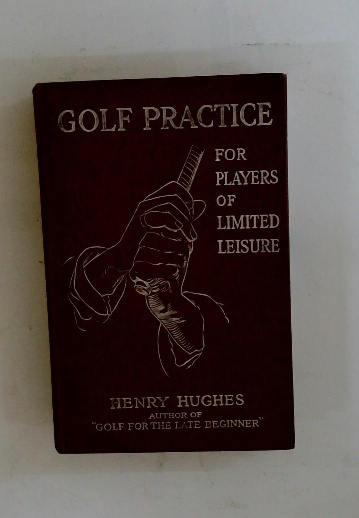 GOLF PRACTICE
FOR
PLAYERS
OF
LIMITED
LEISURE
HENRY HUGHES
AUTHOR OF
"GOLF FOR THE LATE BEGINNER"